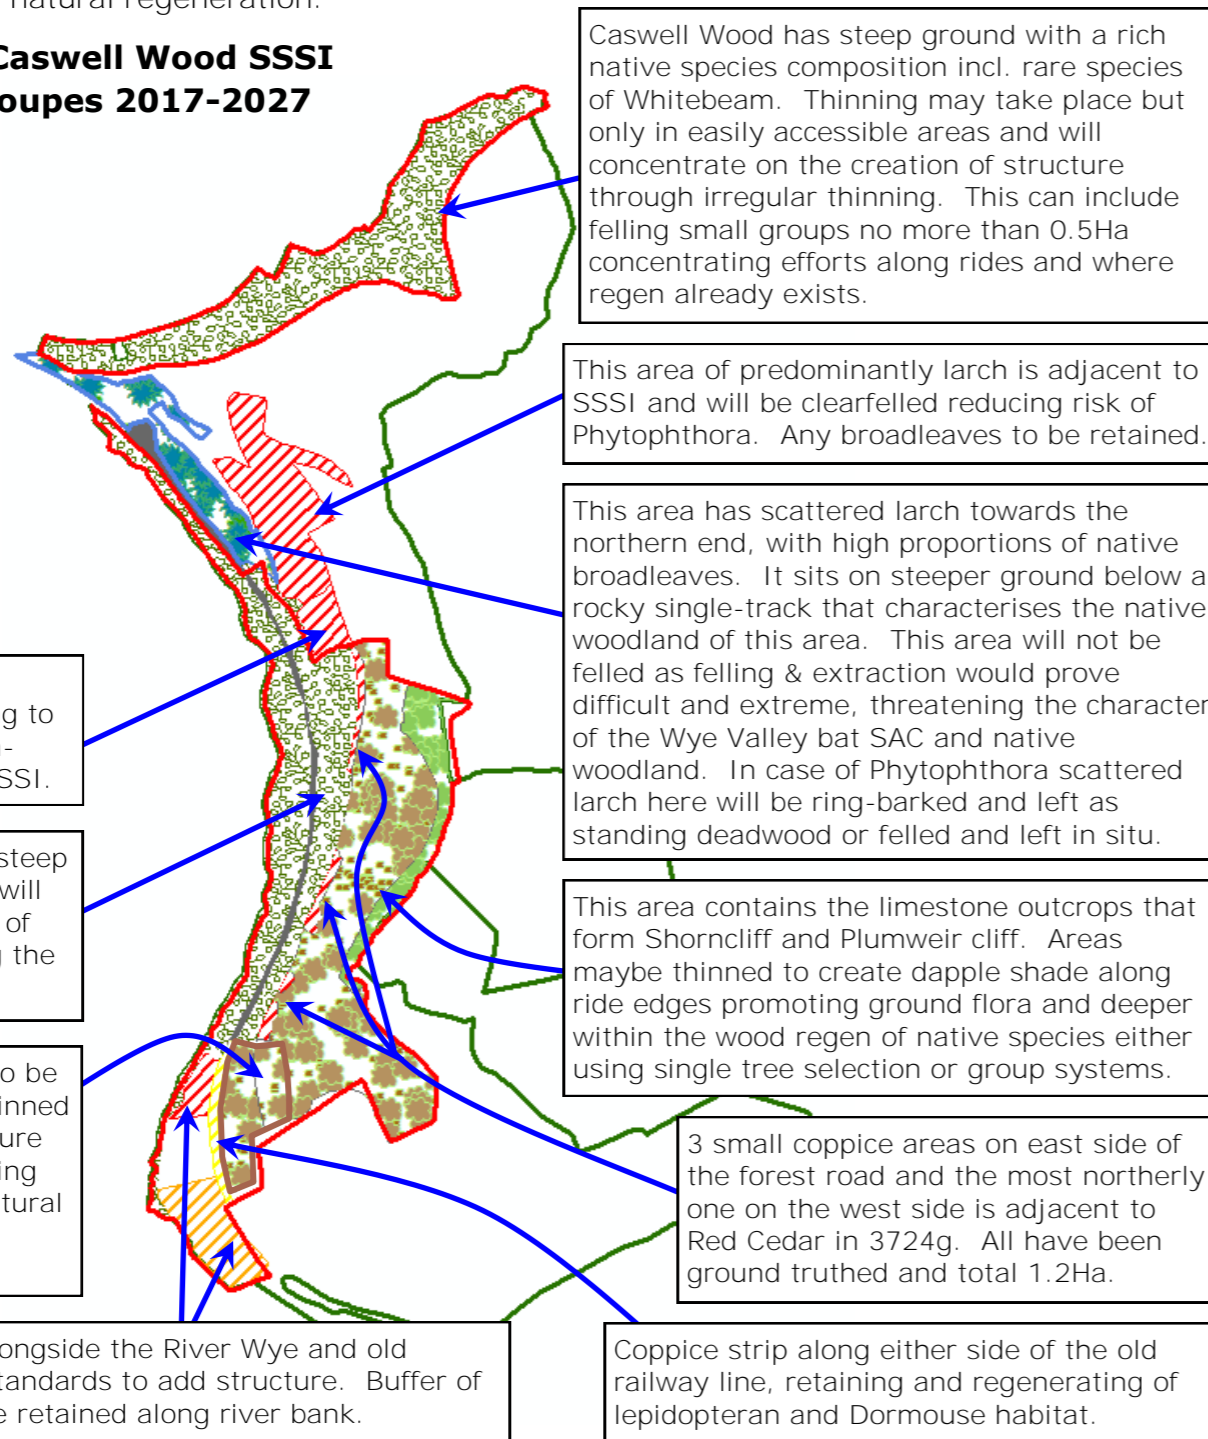 natural regeneration.
Caswell Wood SSSI
oupes 2017-2027
Caswell Wood has steep ground with a rich
native species composition incl. rare species
of Whitebeam. Thinning may take place but
only in easily accessible areas and will
concentrate on the creation of structure
through irregular thinning. This can include
felling small groups no more than 0.5Ha
concentrating efforts along rides and where
regen already exists.
This area of predominantly larch is adjacent to
SSSI and will be clearfelled reducing risk of
Phytophthora. Any broadleaves to be retained.
This area has scattered larch towards the
northern end, with high proportions of native
broadleaves. It sits on steeper ground below a
rocky single-track that characterises the native
woodland of this area. This area will not be
felled as felling & extraction would prove
difficult and extreme, threatening the character
of the Wye Valley bat SAC and native
woodland. In case of Phytophthora scattered
larch here will be ring-barked and left as
standing deadwood or felled and left in situ.
g to
-
SSI.
steep
will
of
g the
This area contains the limestone outcrops that
form Shorncliff and Plumweir cliff. Areas
maybe thinned to create dapple shade along
ride edges promoting ground flora and deeper
within the wood regen of native species either
using single tree selection or group systems.
o be
inned
ure
ing
tural
3 small coppice areas on east side of
the forest road and the most northerly
one on the west side is adjacent to
Red Cedar in 3724g. All have been
ground truthed and total 1.2Ha.
ongside the River Wye and old
standards to add structure. Buffer of
e retained along river bank.
Coppice strip along either side of the old
railway line, retaining and regenerating of
lepidopteran and Dormouse habitat.